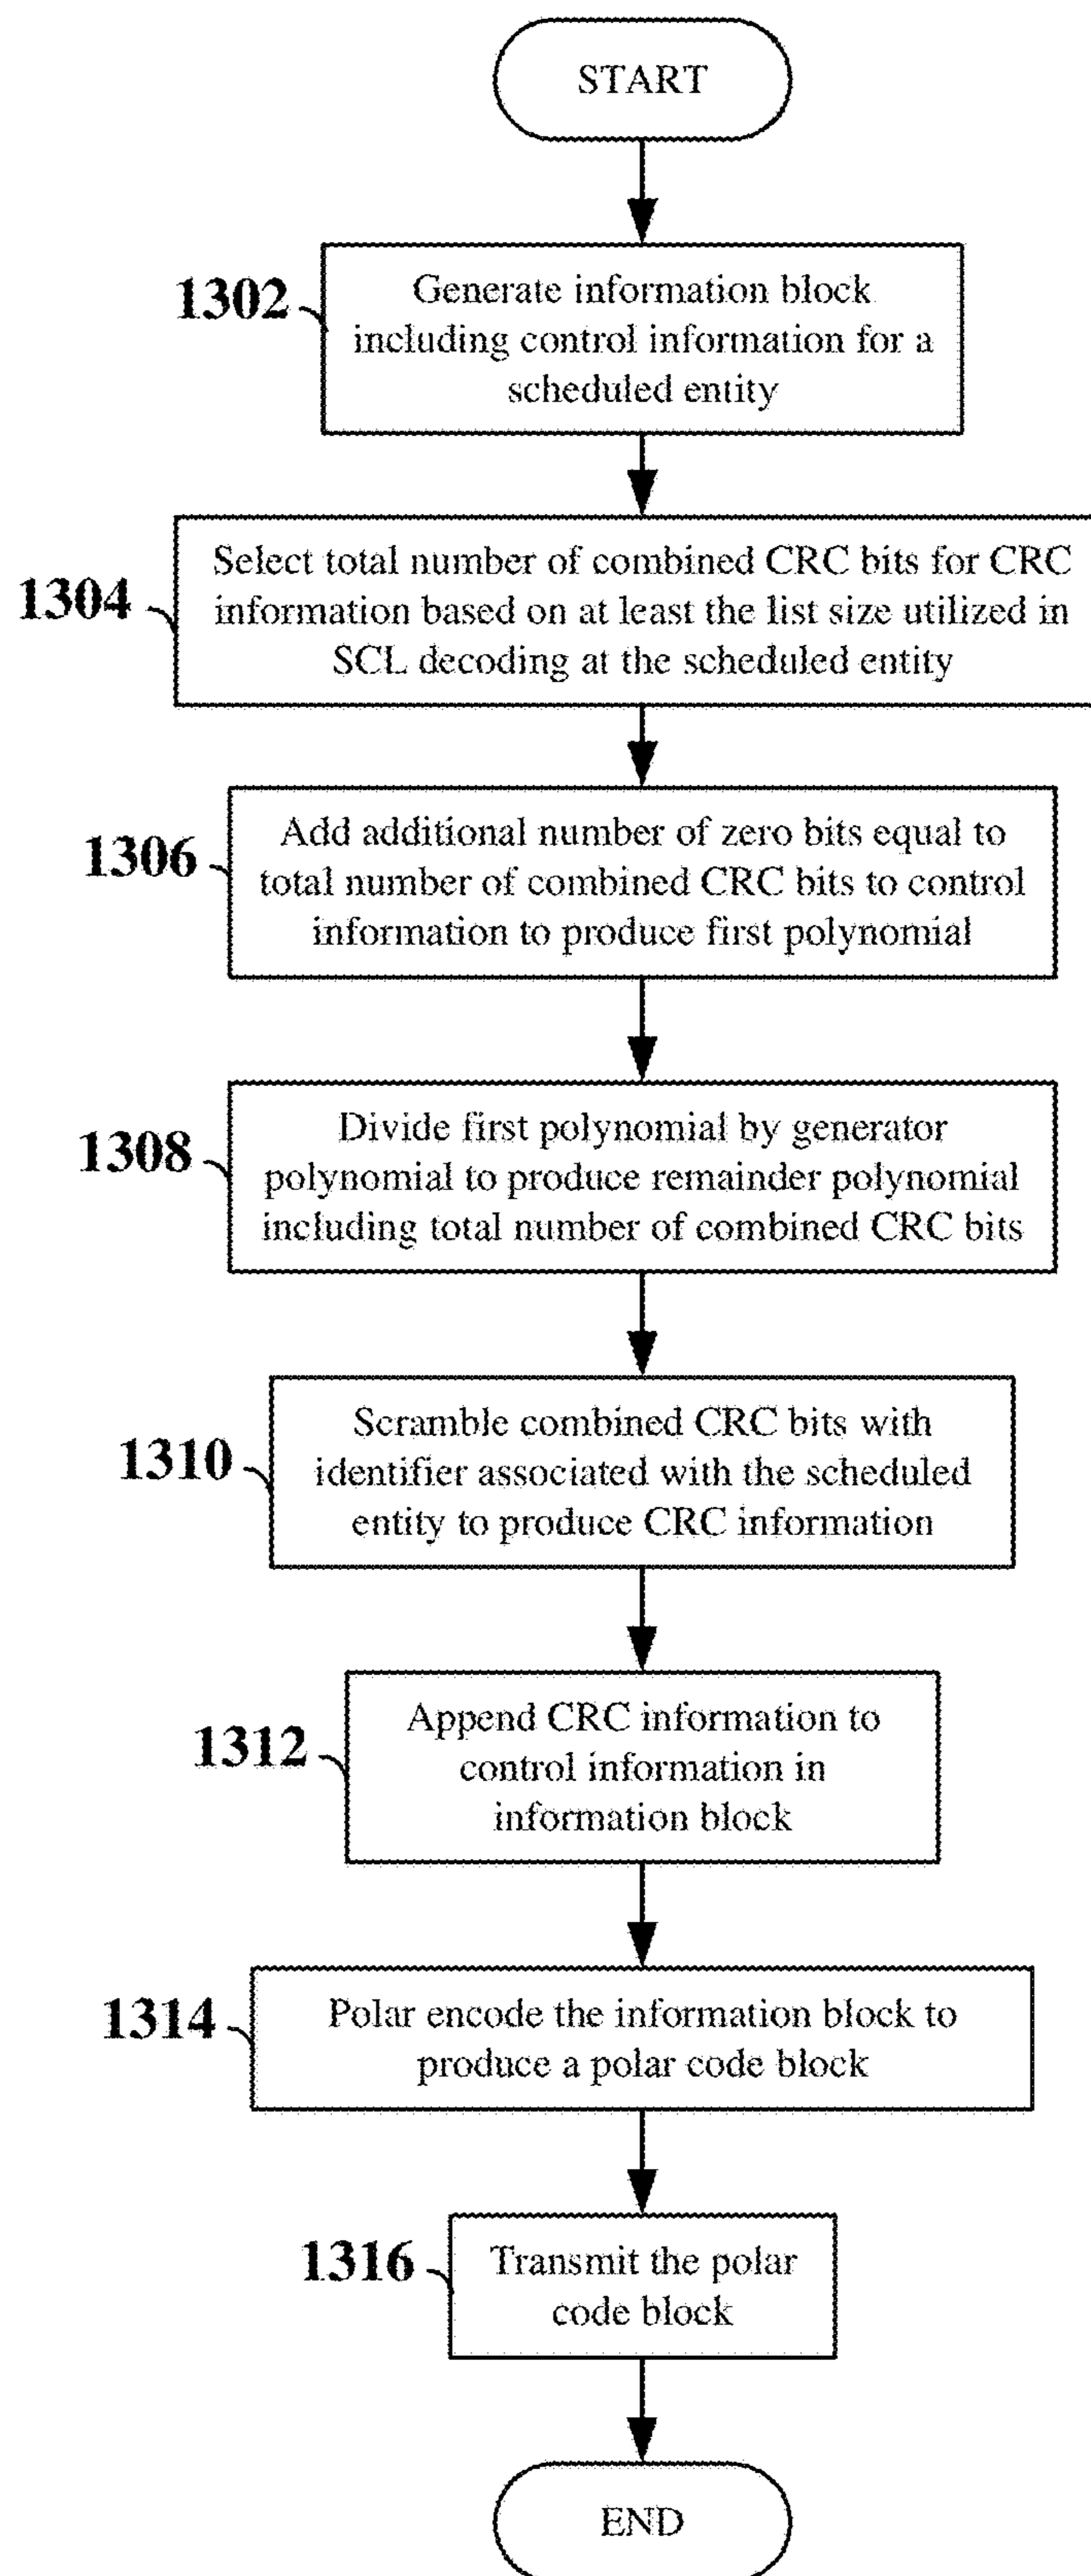 START
1302
Generate information block
including control information for a
scheduled entity
1304
Select total number of combined CRC bits for CRC
information based on at least the list size utilized in
SCL decoding at the scheduled entity
1306
Add additional number of zero bits equal to
total number of combined CRC bits to control
information to produce first polynomial
1308
Divide first polynomial by generator
polynomial to produce remainder polynomial
including total number of combined CRC bits
1310
Scramble combined CRC bits with
identifier associated with the scheduled
entity to produce CRC information
1312
Append CRC information to
control information in
information block
1314
Polar encode the information block to
produce a polar code block
1316
Transmit the polar
code block
END